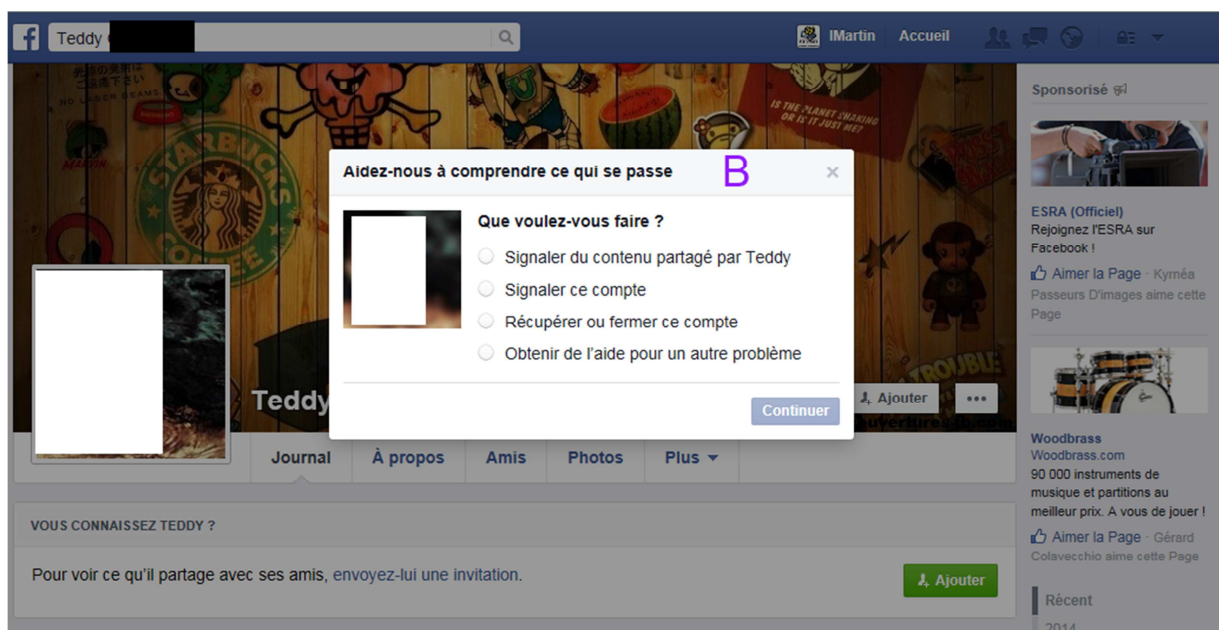 Teddy
IMartin
Accueil
NO LASER BEAMS
IS THE PLANET SHAKING
OR IS IT JUST ME?
STARBUCKS
COFFEE
Sponsorisé
Aidez-nous à comprendre ce qui se passe
B
Que voulez-vous faire ?
Signaler du contenu partagé par Teddy
Signaler ce compte
Récupérer ou fermer ce compte
Obtenir de l'aide pour un autre problème
Continuer
ESRA (Officiel)
Rejoignez l'ESRA sur
Facebook !
Aimer la Page · Kyméa
Passeurs D'images aime cette
Page
TROUBLE
Teddy
Ajouter
Journal
À propos
Amis
Photos
Plus
Woodbrass
Woodbrass.com
90 000 instruments de
musique et partitions au
meilleur prix. A vous de jouer !
Aimer la Page · Gérard
Colavecchio aime cette Page
VOUS CONNAISSEZ TEDDY ?
Pour voir ce qu'il partage avec ses amis, envoyez-lui une invitation.
Ajouter
Récent
2014